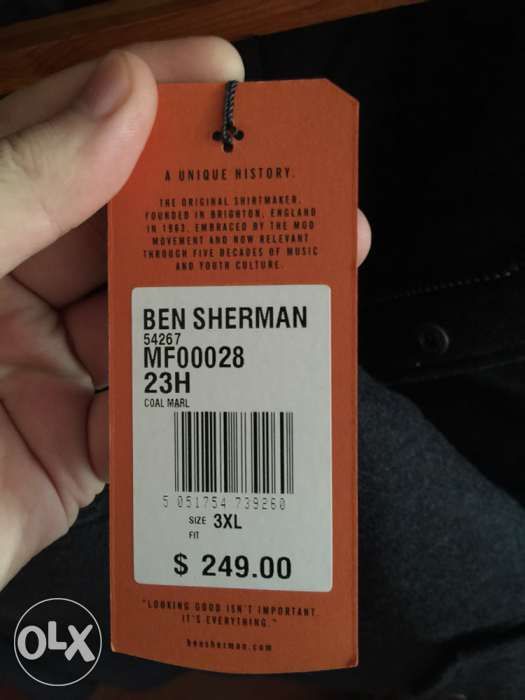 A UNIQUE HISTORY.
THE ORIGINAL SHIRTMAKER.
FOUNDED IN BRIGHTON, ENGLAND
IN 1963. EMBRACED BY THE MOD
MOVEMENT AND NOW RELEVANT
THROUGH FIVE DECADES OF MUSIC
AND YOUTH CULTURE.
BEN SHERMAN
54267
MF00028
23H
COAL MARL
5 051754 739260
SIZE 3XL
FIT
$ 249.00
"LOOKING GOOD ISN'T IMPORTANT.
IT'S EVERYTHING."
bensherman.com
OLX